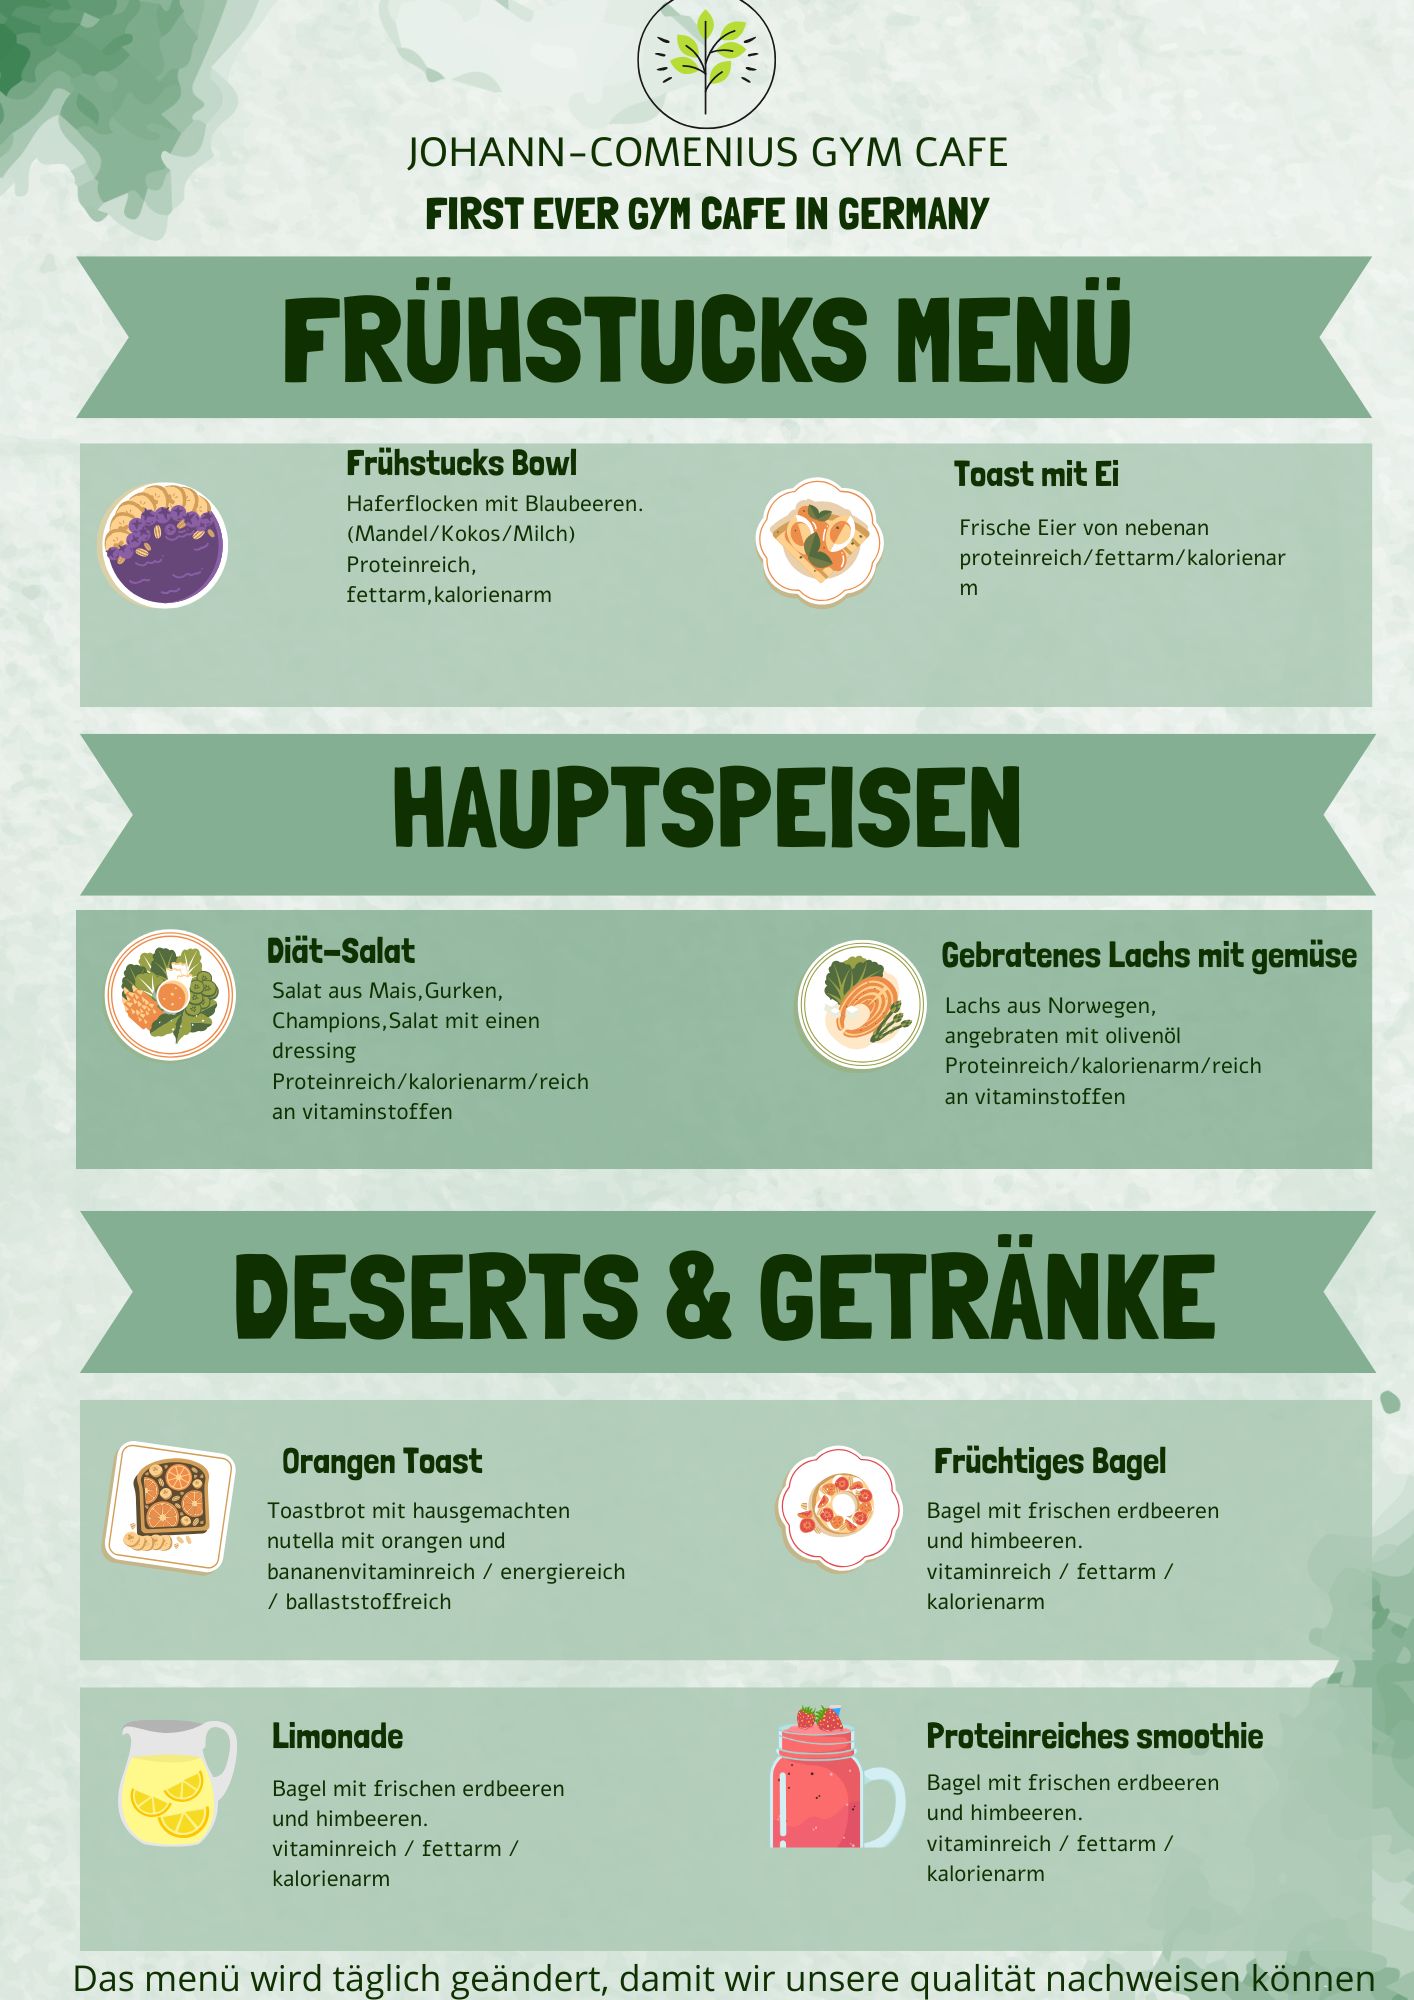 JOHANN-COMENIUS GYM CAFE
FIRST EVER GYM CAFE IN GERMANY
FRÜHSTUCKS MENÜ
Frühstucks Bowl
Haferflocken mit Blaubeeren.
(Mandel/Kokos/Milch)
Proteinreich,
fettarm,kalorienarm
Toast mit Ei
Frische Eier von nebenan
proteinreich/fettarm/kalorienar
m
HAUPTSPEISEN
Diät-Salat
Salat aus Mais,Gurken,
Champions,Salat mit einen
dressing
Proteinreich/kalorienarm/reich
an vitaminstoffen
Gebratenes Lachs mit gemüse
Lachs aus Norwegen,
angebraten mit olivenöl
Proteinreich/kalorienarm/reich
an vitaminstoffen
DESERTS & GETRÄNKE
Orangen Toast
Toastbrot mit hausgemachten
nutella mit orangen und
bananenvitaminreich / energiereich
/ ballaststoffreich
Früchtiges Bagel
Bagel mit frischen erdbeeren
und himbeeren.
vitaminreich / fettarm /
kalorienarm
Limonade
Bagel mit frischen erdbeeren
und himbeeren.
vitaminreich / fettarm /
kalorienarm
Proteinreiches smoothie
Bagel mit frischen erdbeeren
und himbeeren.
vitaminreich / fettarm /
kalorienarm
Das menü wird täglich geändert, damit wir unsere qualität nachweisen können